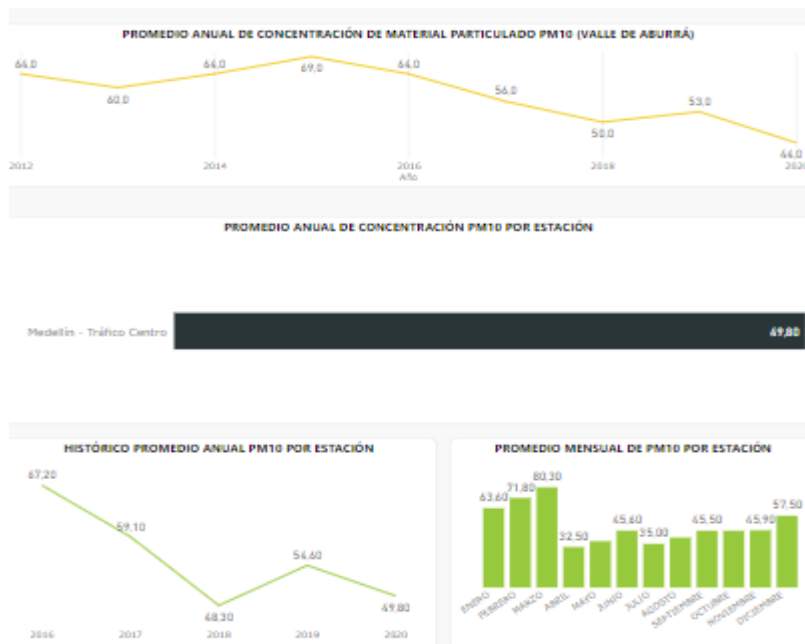 PROMEDIO ANUAL DE CONCENTRACIÓN DE MATERIAL PARTICULADO PM10 (VALLE DE ABURRÁ)
64,0 60,0 64,0 69,0 64,0 56,0 50,0 53,0 44,0
2012 2014 2016 2018 2020
Año
PROMEDIO ANUAL DE CONCENTRACIÓN PM10 POR ESTACIÓN
Medellín - Tráfico Centro 49,80
HISTÓRICO PROMEDIO ANUAL PM10 POR ESTACIÓN
67,20 59,10 48,30 54,60 49,80
2016 2017 2018 2019 2020
PROMEDIO MENSUAL DE PM10 POR ESTACIÓN
63,60 71,80 80,30 32,50 45,60 35,00 45,50 45,90 57,50
ENERO FEBRERO MARZO ABRIL MAYO JUNIO JULIO AGOSTO SEPTIEMBRE OCTUBRE NOVIEMBRE DICIEMBRE